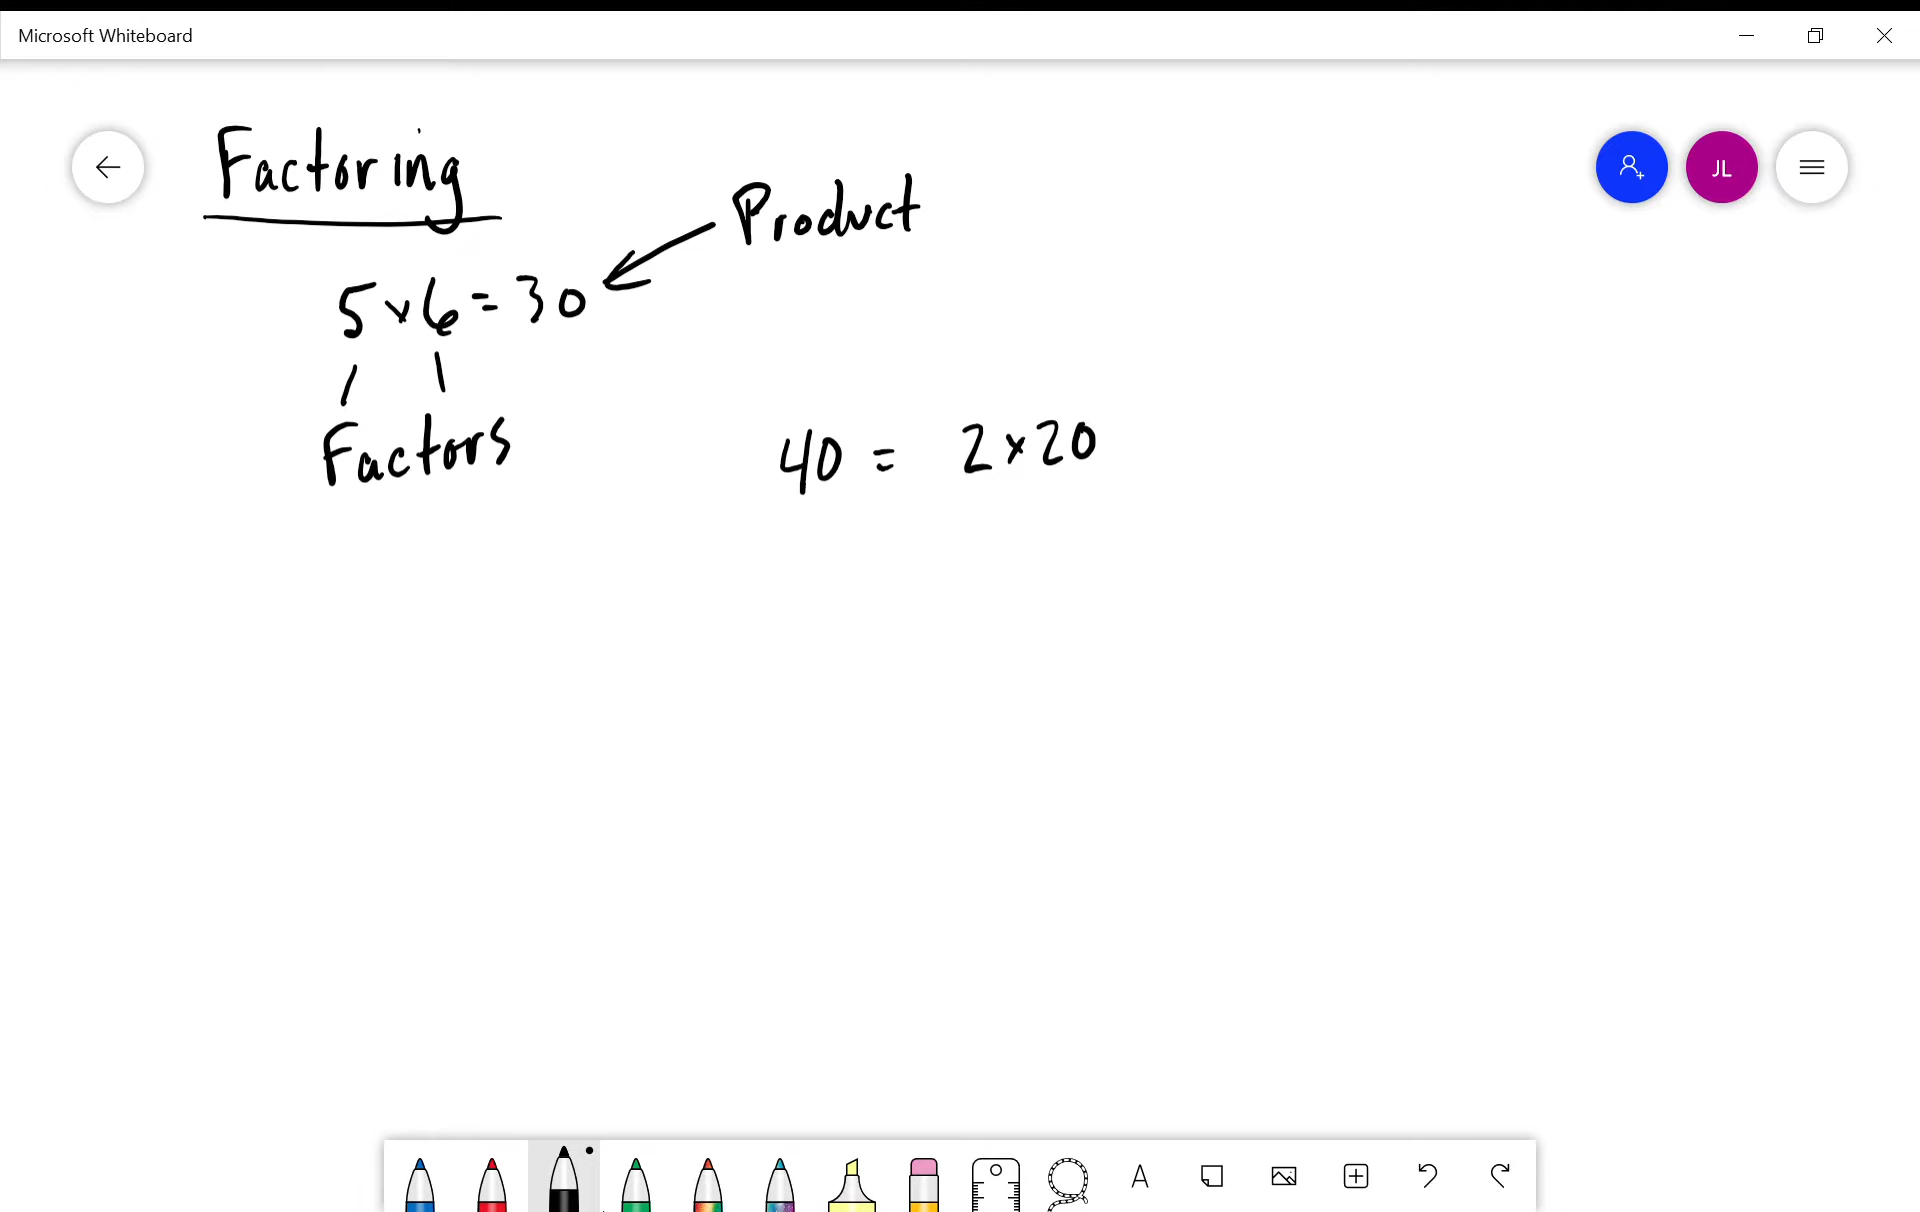 Microsoft Whiteboard
Factoring
JL
Product
5 x 6 = 30
Factors
40 = 2 x 20
A